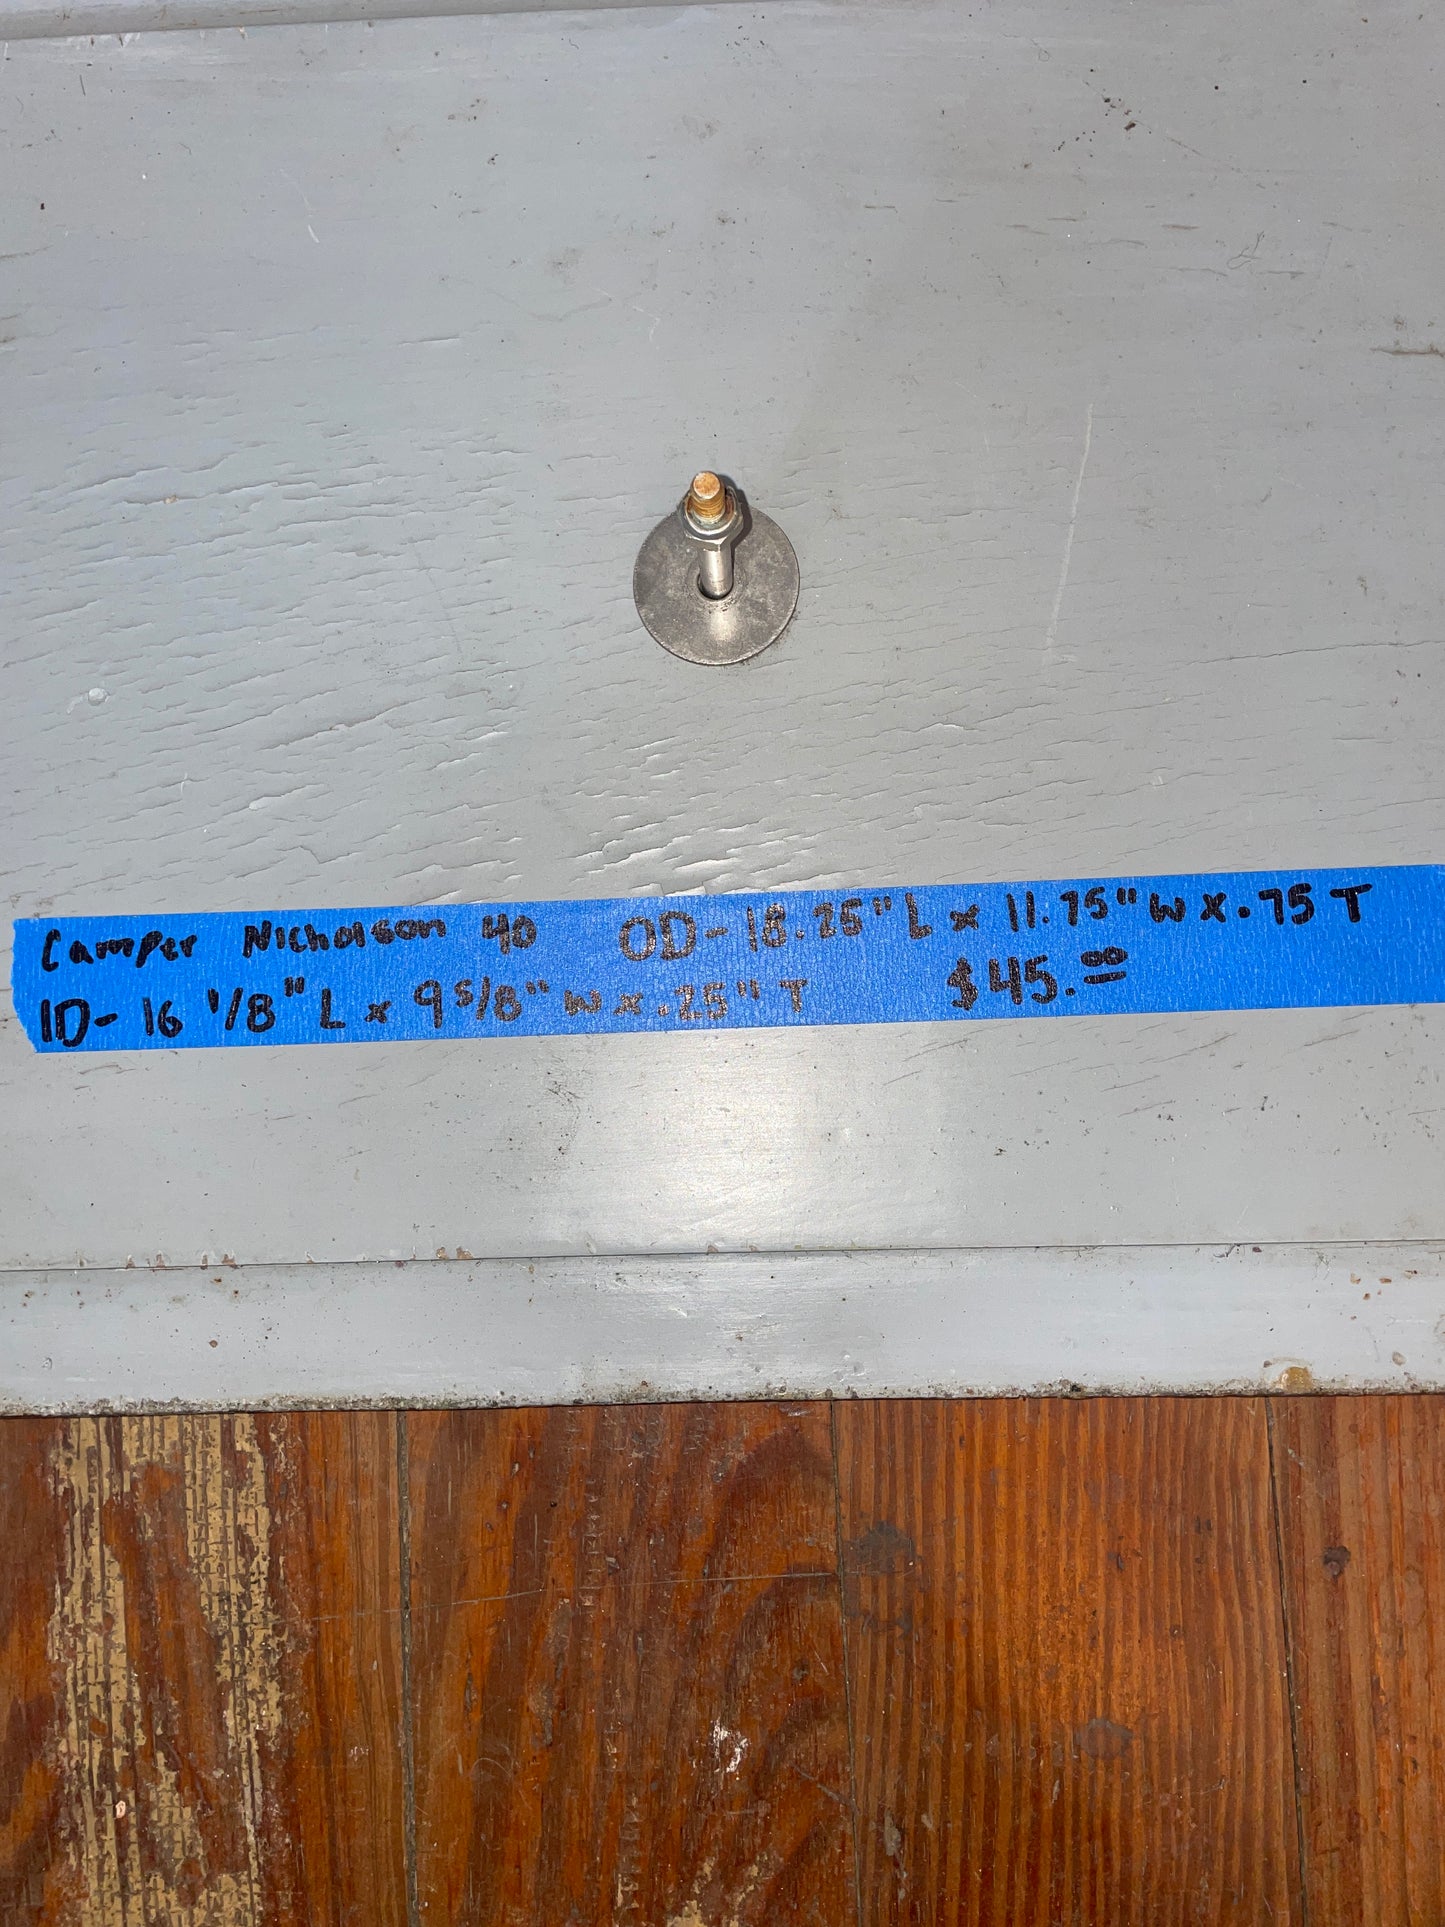 Camper Nicholson 40 OD- 18.25" L x 11.75" W x .75 T
ID- 16 1/8" L x 9 5/8" W x .25" T $45.00